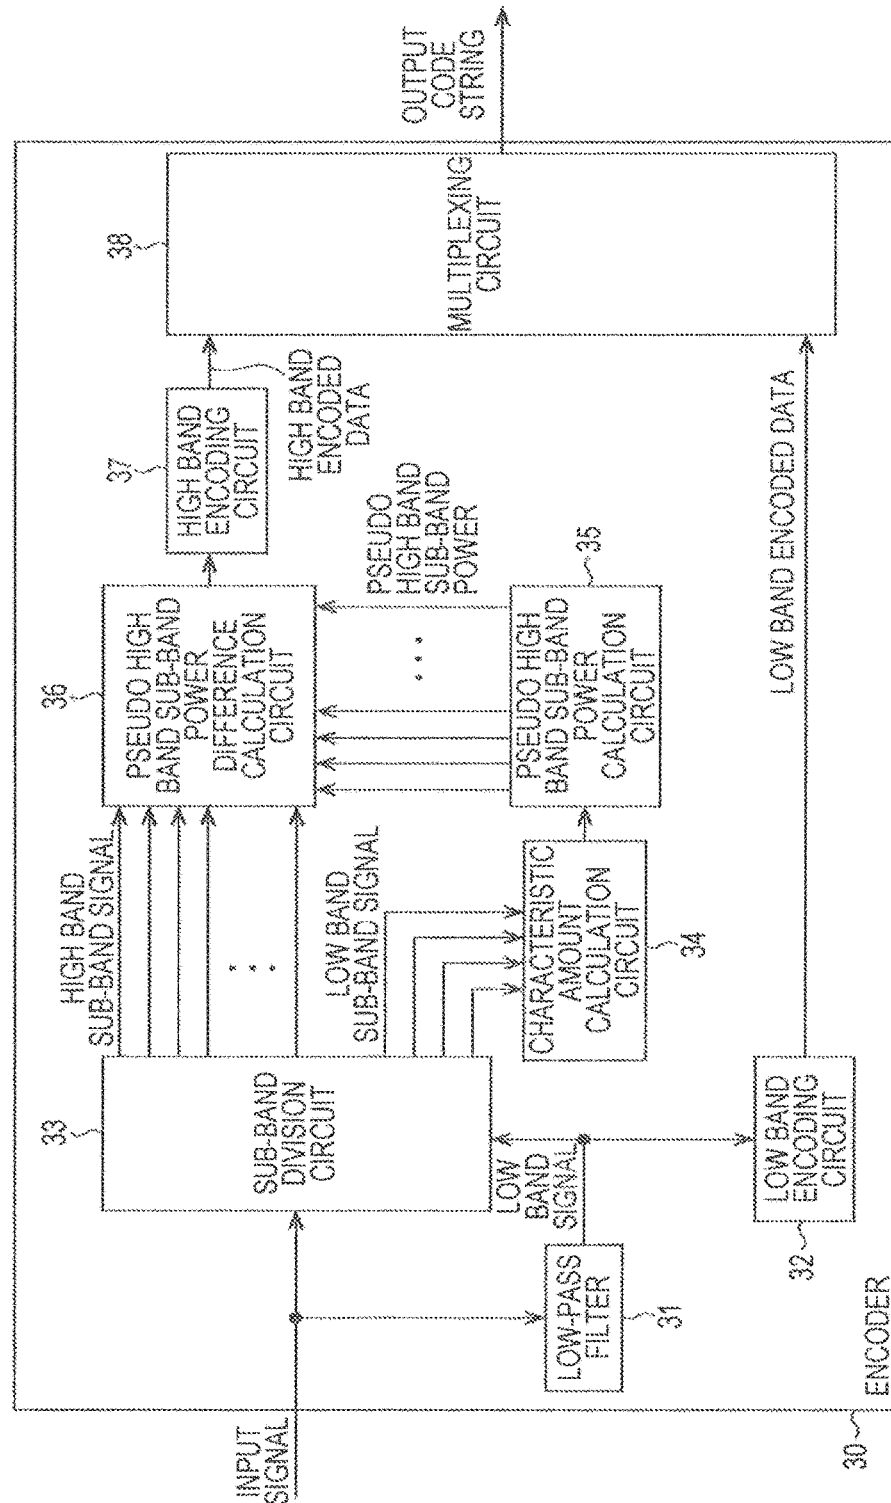 INPUT
SIGNAL
30
ENCODER
33
SUB-BAND
DIVISION
CIRCUIT
LOW-PASS
FILTER
31
LOW
BAND
SIGNAL
LOW BAND
ENCODING
CIRCUIT
32
HIGH BAND
SUB-BAND SIGNAL
LOW BAND
SUB-BAND SIGNAL
CHARACTERISTIC
AMOUNT
CALCULATION
CIRCUIT
34
36
PSEUDO HIGH
BAND SUB-BAND
POWER
DIFFERENCE
CALCULATION
CIRCUIT
PSEUDO
HIGH BAND
SUB-BAND
POWER
35
PSEUDO HIGH
BAND SUB-BAND
POWER
CALCULATION
CIRCUIT
37
HIGH BAND
ENCODING
CIRCUIT
HIGH BAND
ENCODED
DATA
LOW BAND ENCODED DATA
38
MULTIPLEXING
CIRCUIT
OUTPUT
CODE
STRING